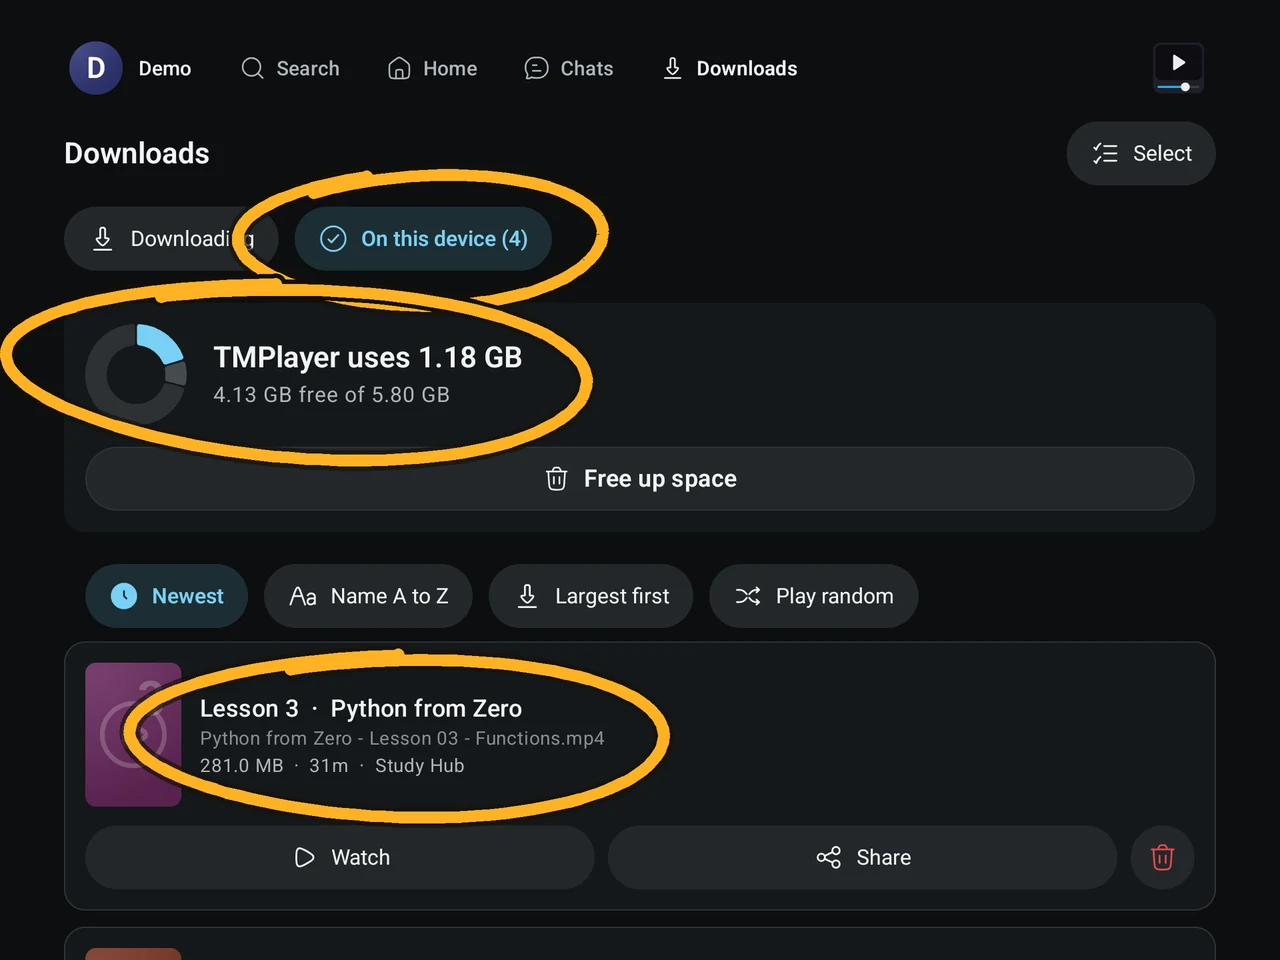 D Demo Search Home Chats Downloads
Downloads
Select
Downloading
On this device (4)
TMPlayer uses 1.18 GB
4.13 GB free of 5.80 GB
Free up space
Newest
Aa Name A to Z
Largest first
Play random
Lesson 3 · Python from Zero
Python from Zero - Lesson 03 - Functions.mp4
281.0 MB · 31m · Study Hub
Watch
Share